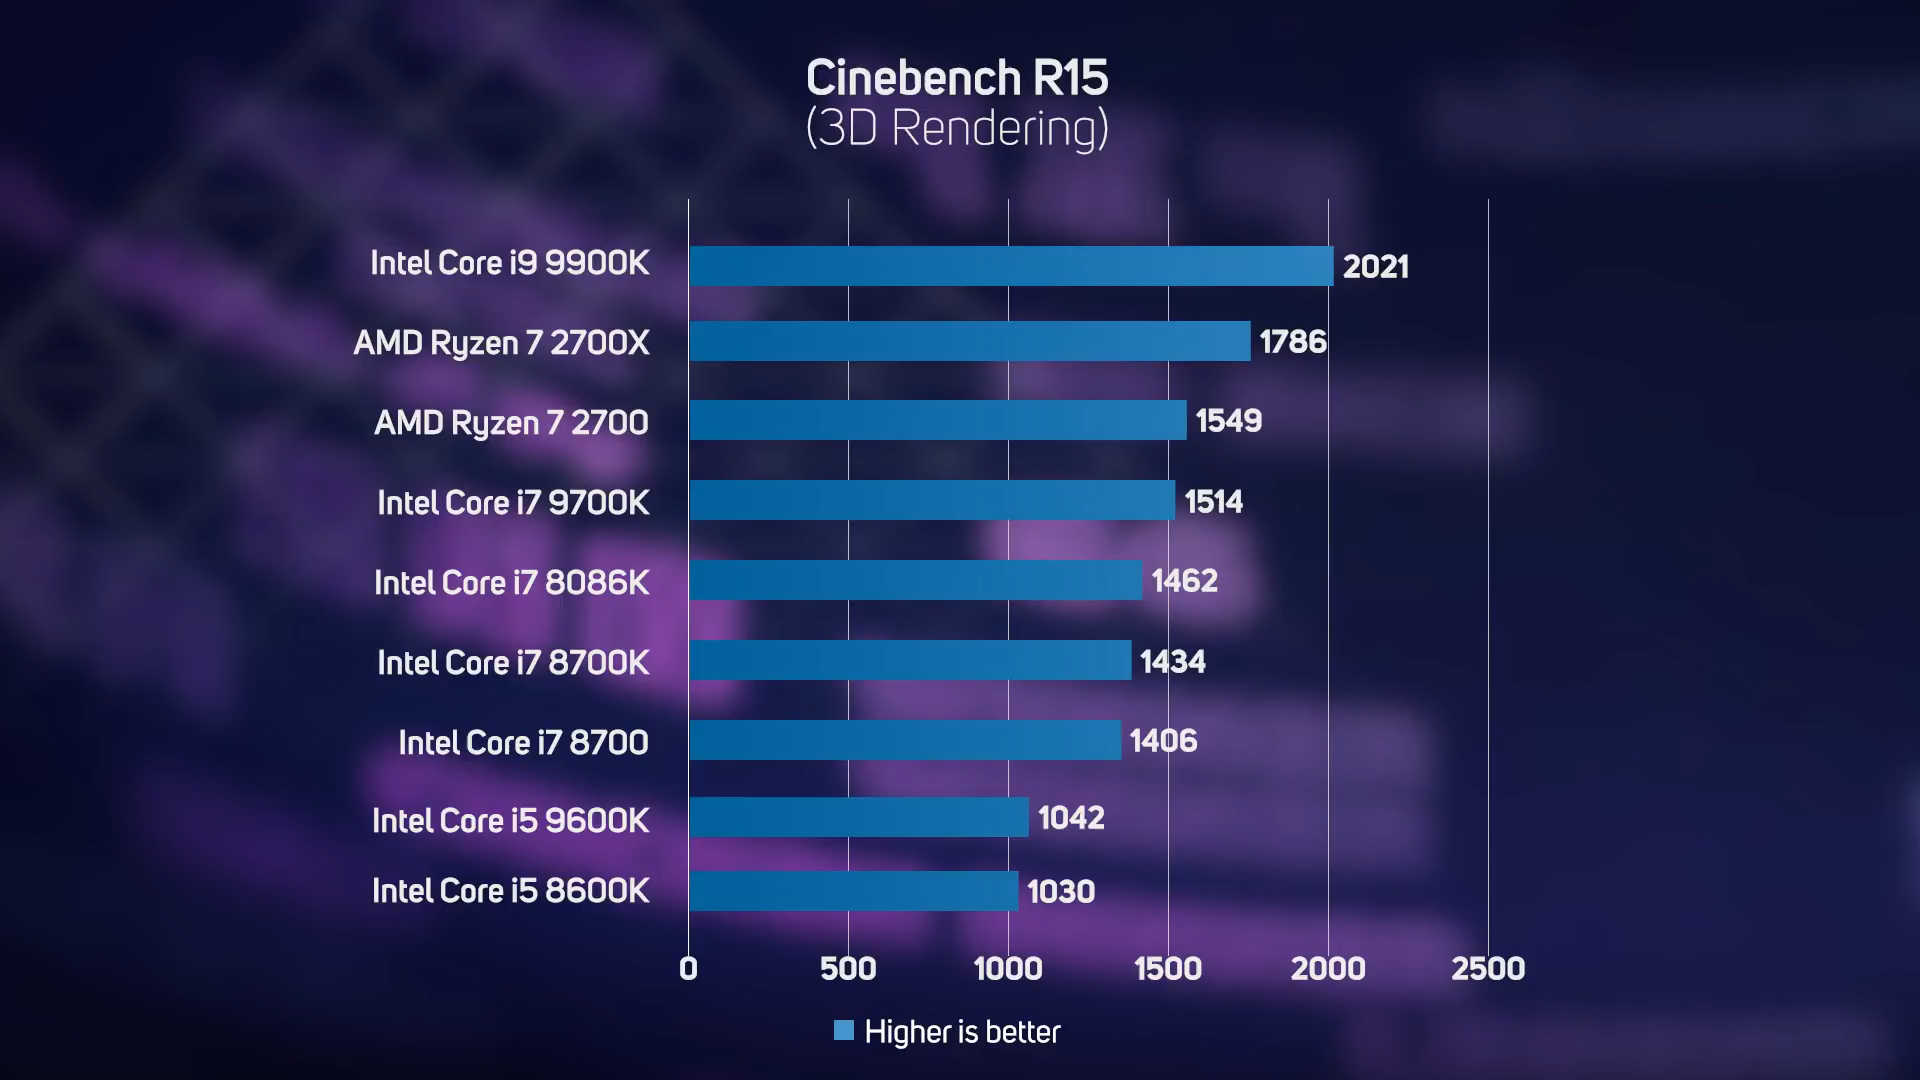 Cinebench R15
(3D Rendering)
Intel Core i9 9900K 2021
AMD Ryzen 7 2700X 1786
AMD Ryzen 7 2700 1549
Intel Core i7 9700K 1514
Intel Core i7 8086K 1462
Intel Core i7 8700K 1434
Intel Core i7 8700 1406
Intel Core i5 9600K 1042
Intel Core i5 8600K 1030
0 500 1000 1500 2000 2500
Higher is better